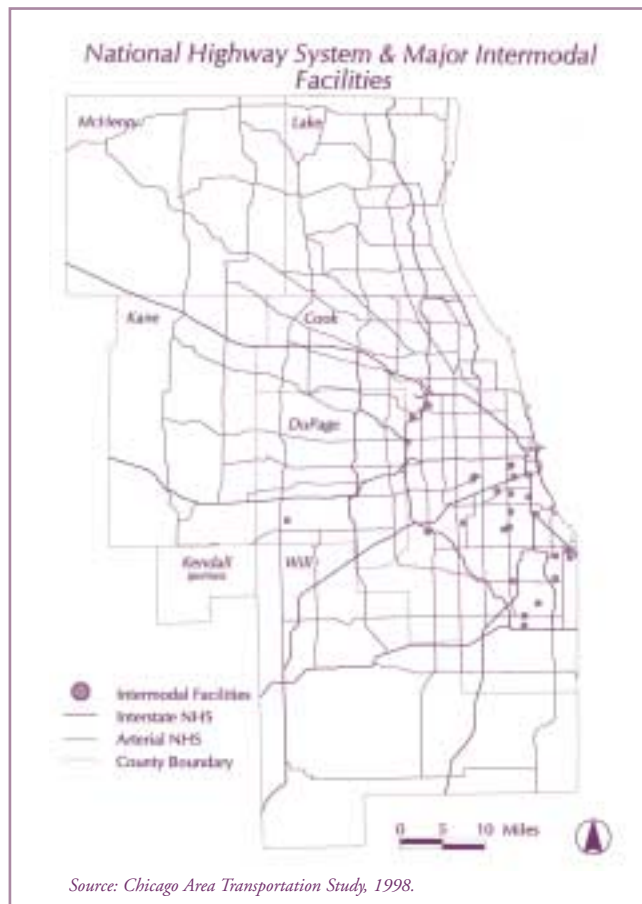 National Highway System & Major Intermodal
Facilities
McHenry
Lake
Kane
Cook
DuPage
Kendall
(portion)
Will
Intermodal Facilities
Interstate NHS
Arterial NHS
County Boundary
0 5 10 Miles
Source: Chicago Area Transportation Study, 1998.